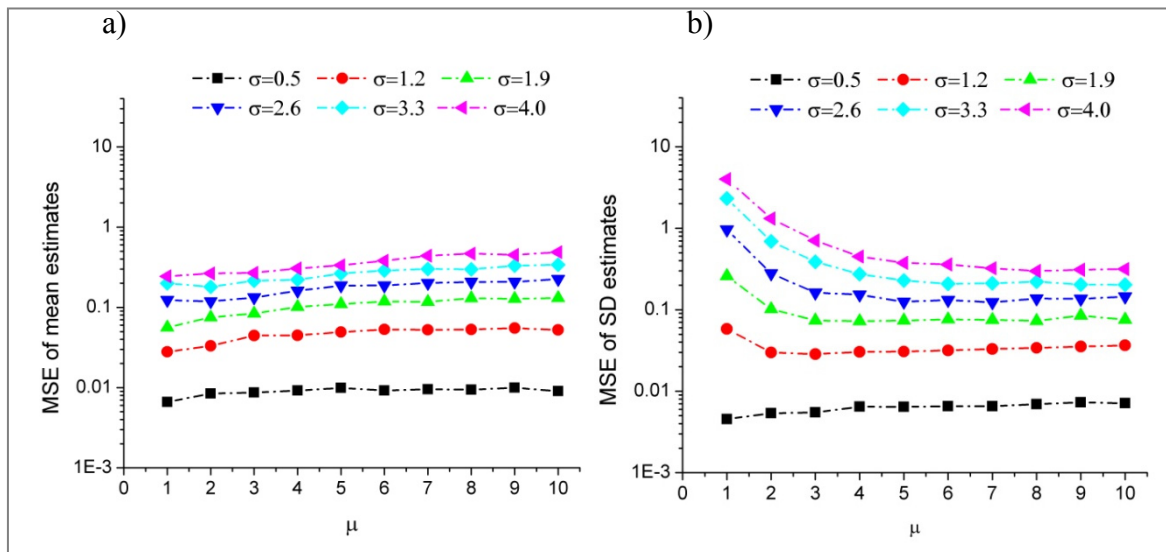 a)
σ=0.5 σ=1.2 σ=1.9
σ=2.6 σ=3.3 σ=4.0
MSE of mean estimates
10
1
0.1
0.01
1E-3
0 1 2 3 4 5 6 7 8 9 10
μ
b)
σ=0.5 σ=1.2 σ=1.9
σ=2.6 σ=3.3 σ=4.0
MSE of SD estimates
10
1
0.1
0.01
1E-3
0 1 2 3 4 5 6 7 8 9 10
μ